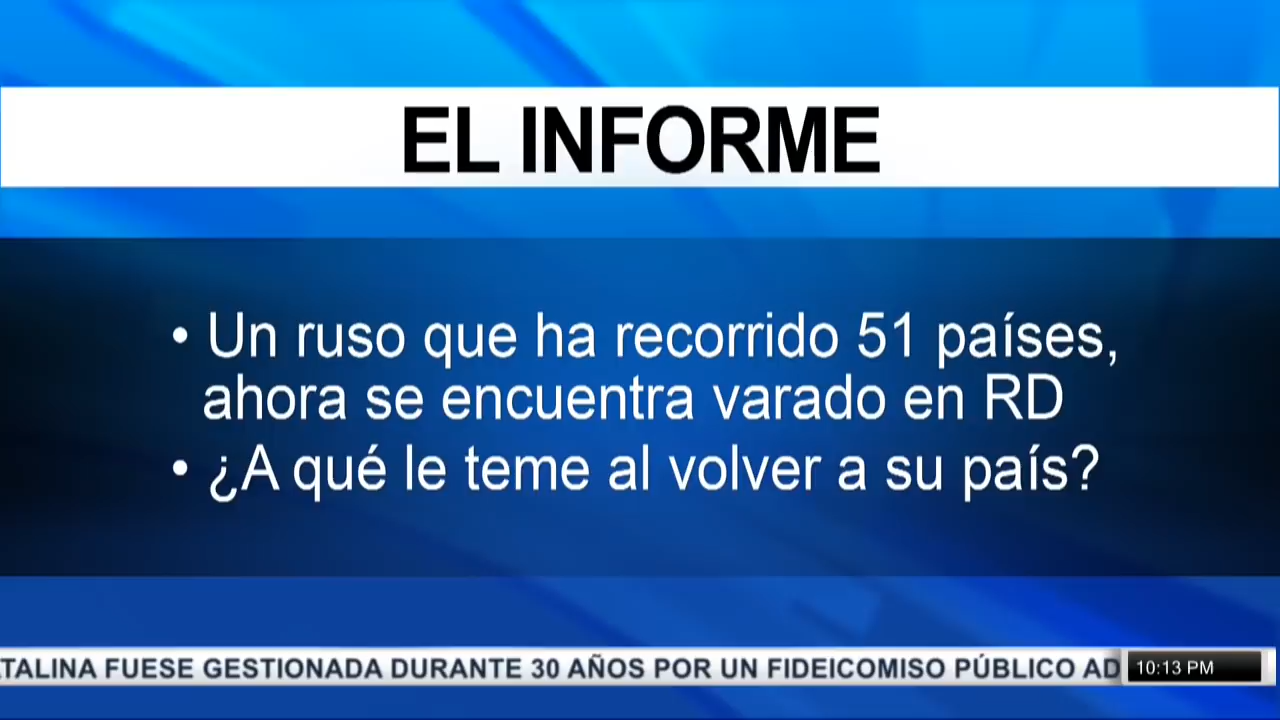 EL INFORME
• Un ruso que ha recorrido 51 países,
ahora se encuentra varado en RD
• ¿A qué le teme al volver a su país?
TALINA FUESE GESTIONADA DURANTE 30 AÑOS POR UN FIDEICOMISO PÚBLICO AD
10:13 PM